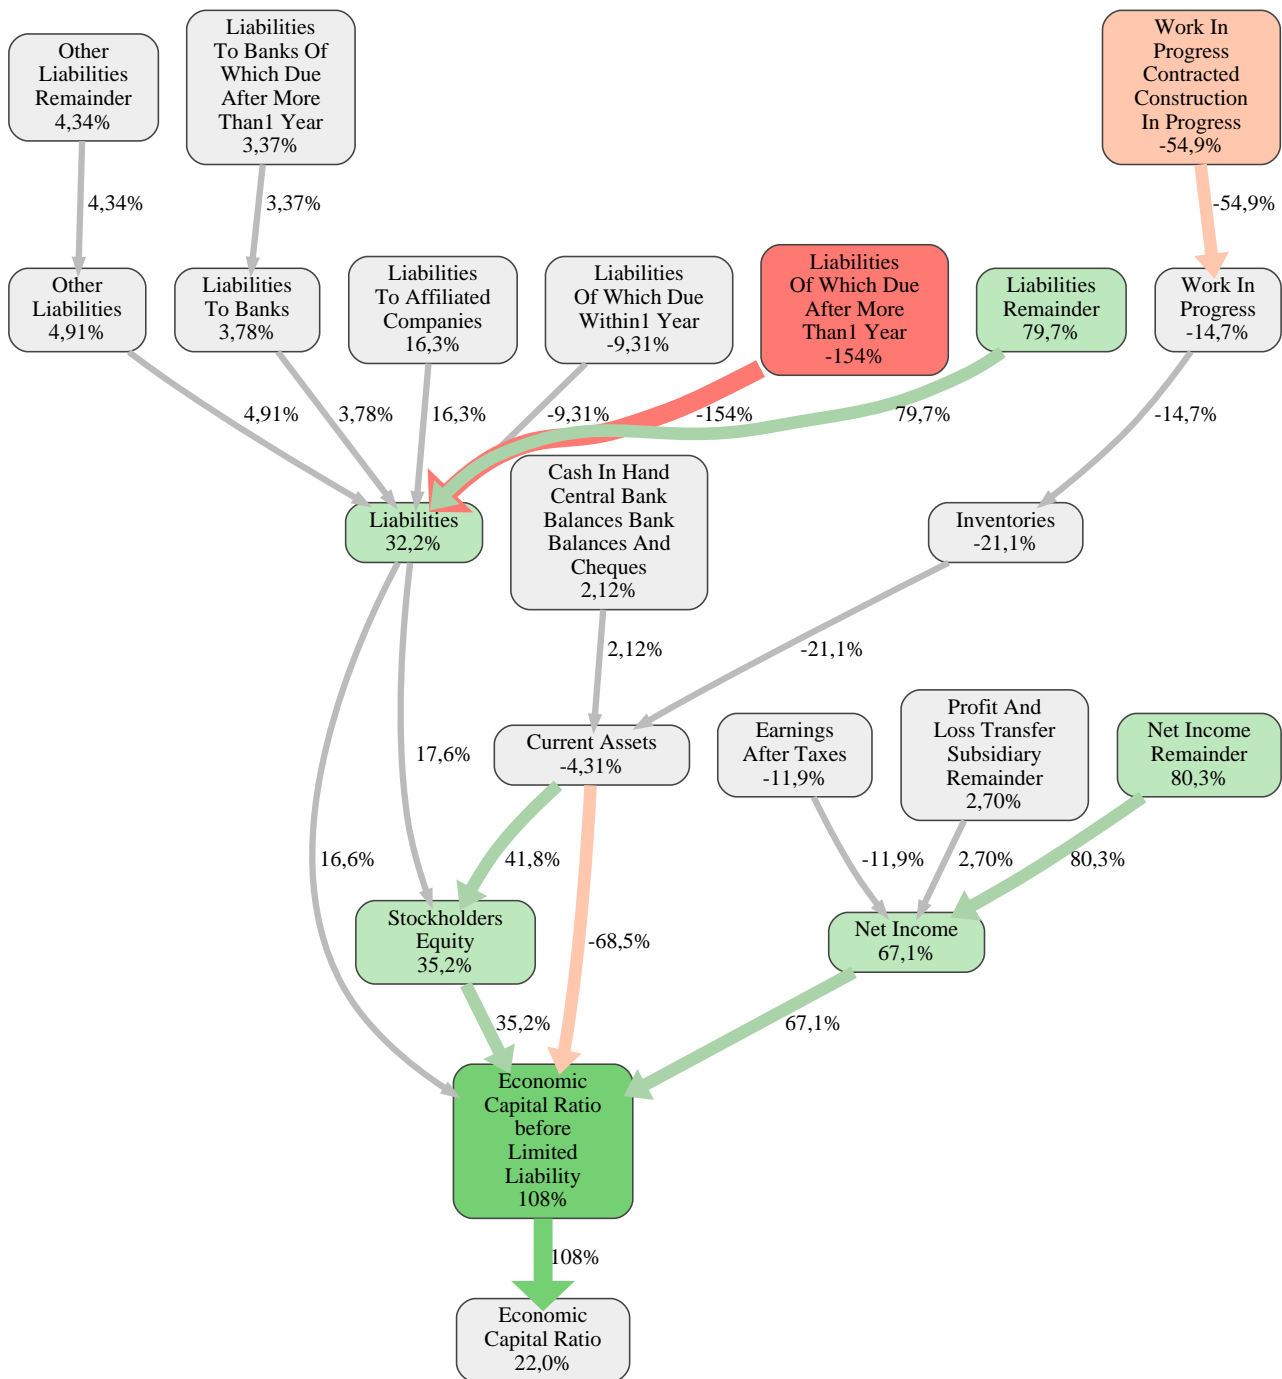 Other
Liabilities
Remainder
4,34%
Liabilities
To Banks Of
Which Due
After More
Than1 Year
3,37%
Work In
Progress
Contracted
Construction
In Progress
-54,9%
4,34%
3,37%
-54,9%
Other
Liabilities
4,91%
Liabilities
To Banks
3,78%
Liabilities
To Affiliated
Companies
16,3%
Liabilities
Of Which Due
Within1 Year
-9,31%
Liabilities
Of Which Due
After More
Than1 Year
-154%
Liabilities
Remainder
79,7%
Work In
Progress
-14,7%
4,91%
3,78%
16,3%
-9,31%
-154%
79,7%
-14,7%
Liabilities
32,2%
Cash In Hand
Central Bank
Balances Bank
Balances And
Cheques
2,12%
Inventories
-21,1%
2,12%
-21,1%
17,6%
Current Assets
-4,31%
Earnings
After Taxes
-11,9%
Profit And
Loss Transfer
Subsidiary
Remainder
2,70%
Net Income
Remainder
80,3%
16,6%
41,8%
-11,9%
2,70%
80,3%
Stockholders
Equity
35,2%
-68,5%
Net Income
67,1%
35,2%
67,1%
Economic
Capital Ratio
before
Limited
Liability
108%
108%
Economic
Capital Ratio
22,0%